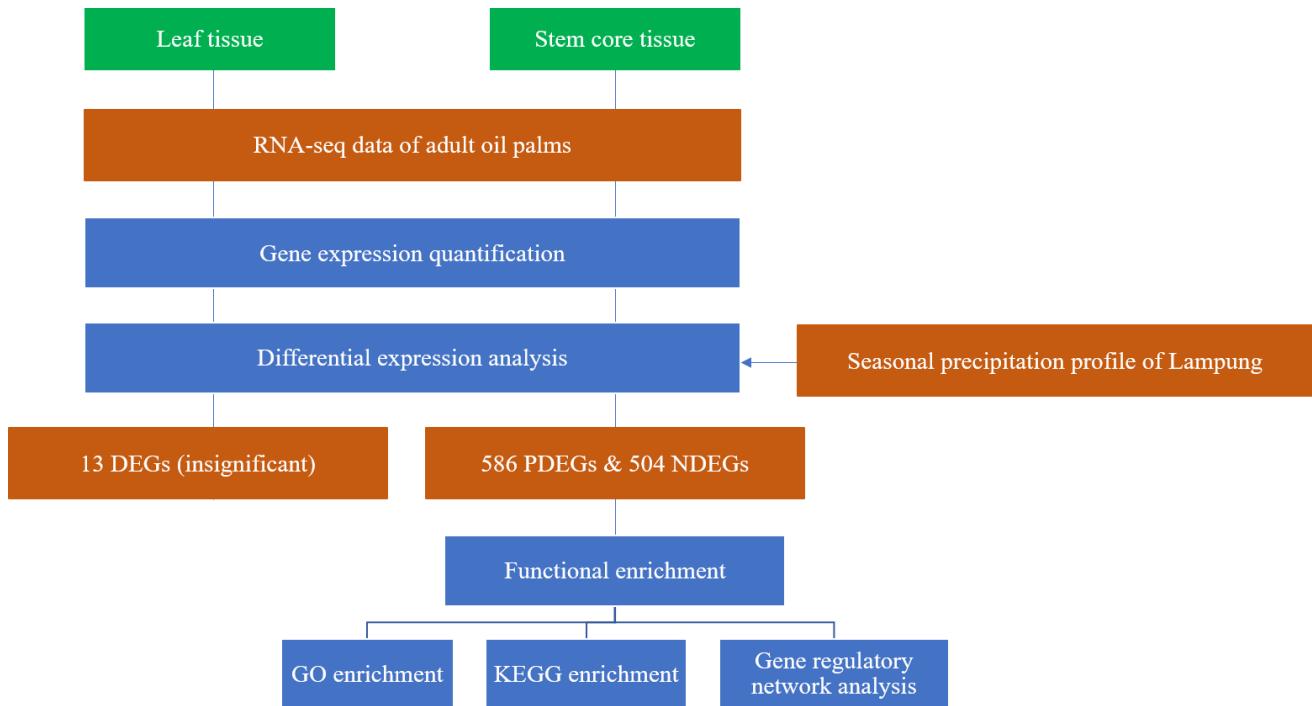 Leaf tissue
Stem core tissue
RNA-seq data of adult oil palms
Gene expression quantification
Differential expression analysis
Seasonal precipitation profile of Lampung
13 DEGs (insignificant)
586 PDEGs & 504 NDEGs
Functional enrichment
GO enrichment
KEGG enrichment
Gene regulatory
network analysis